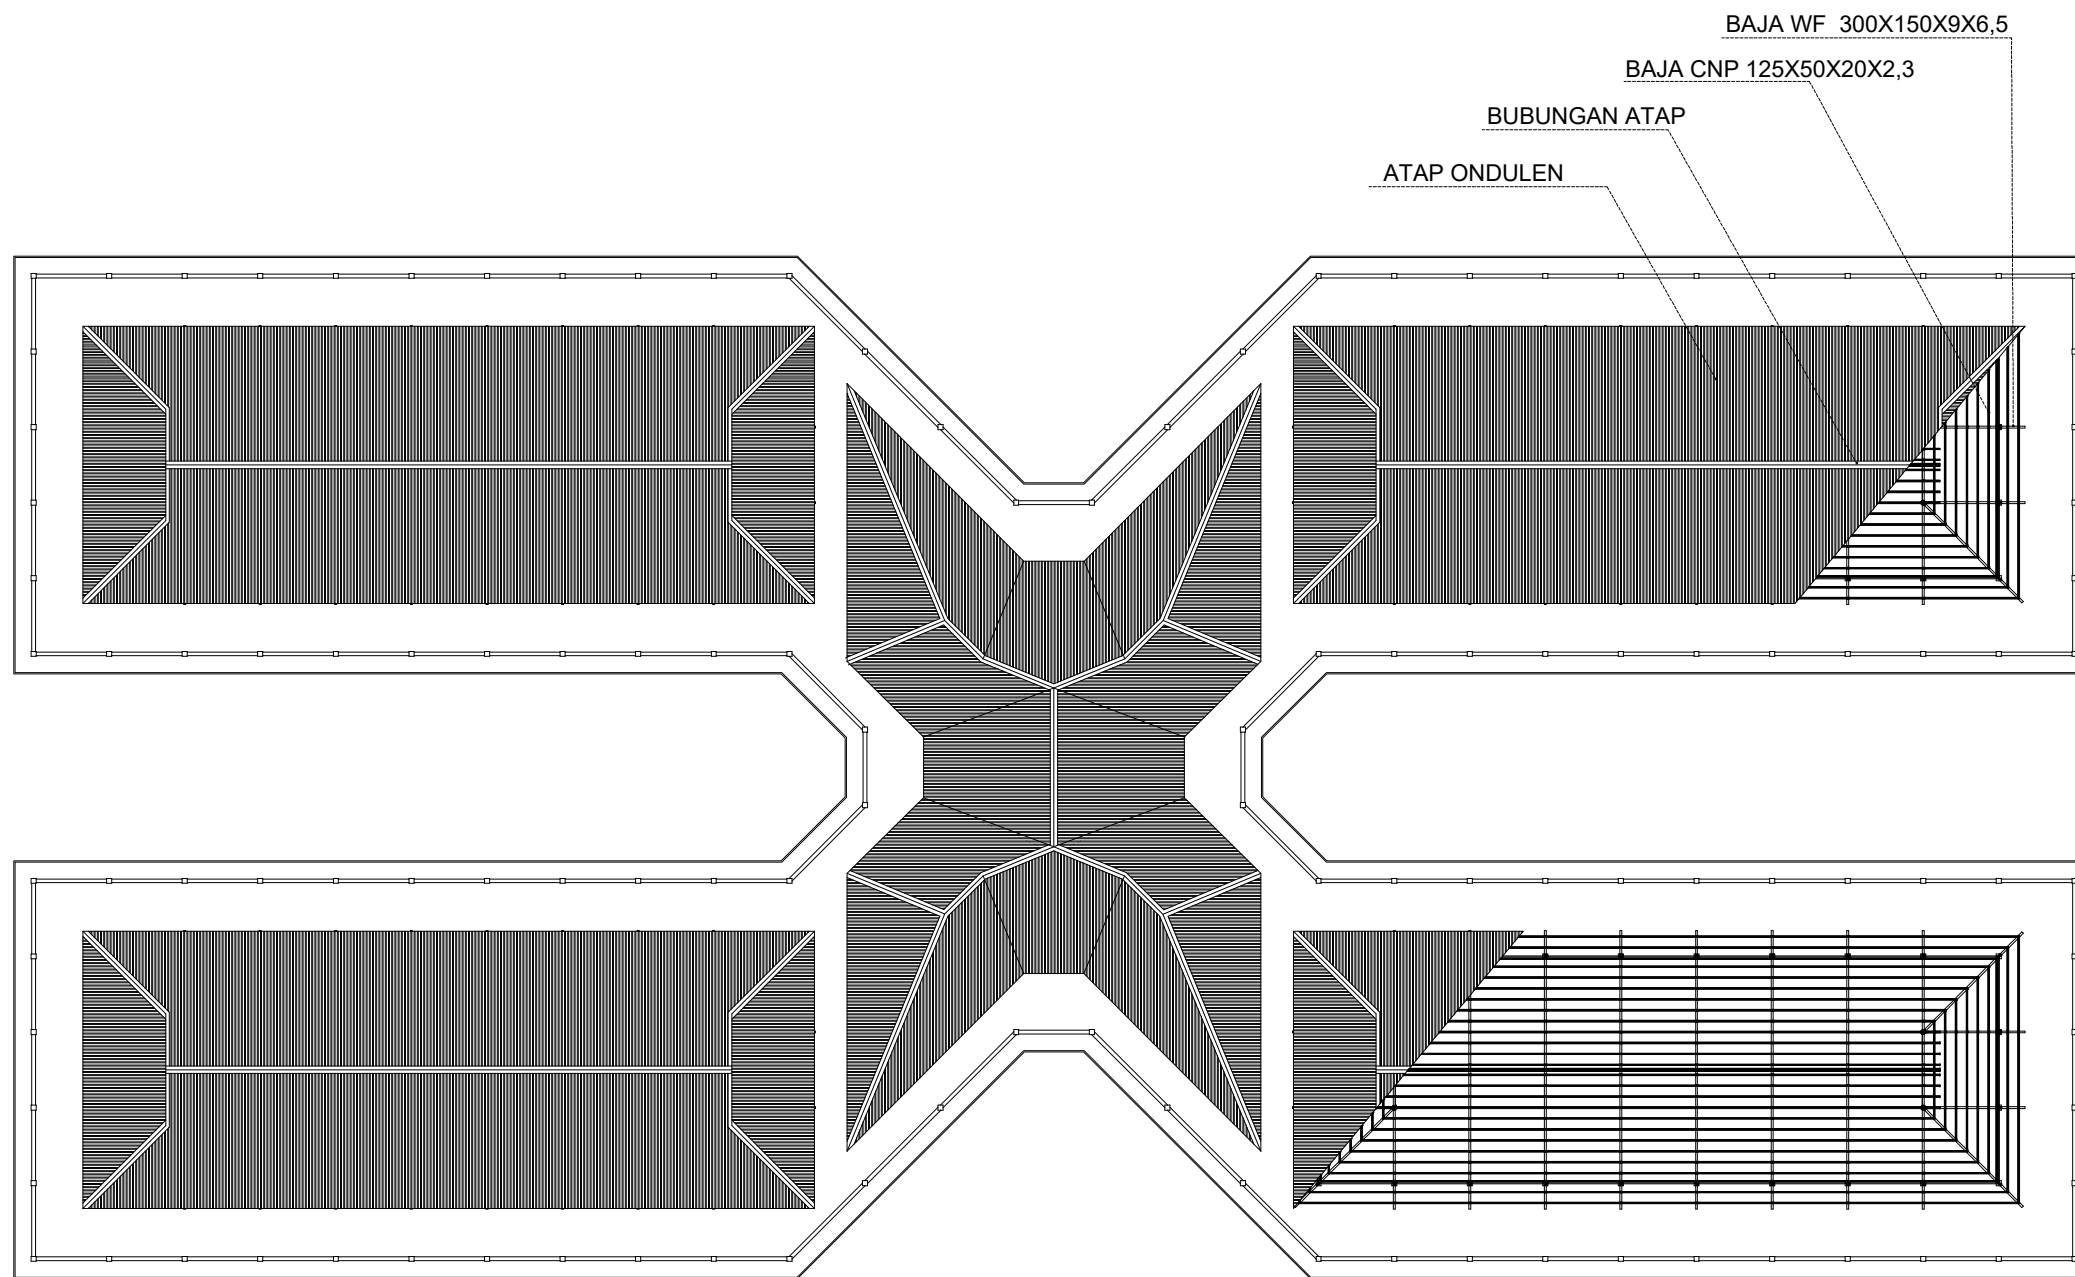 BAJA WF  300X150X9X6,5
BAJA CNP 125X50X20X2,3
BUBUNGAN ATAP
ATAP ONDULEN